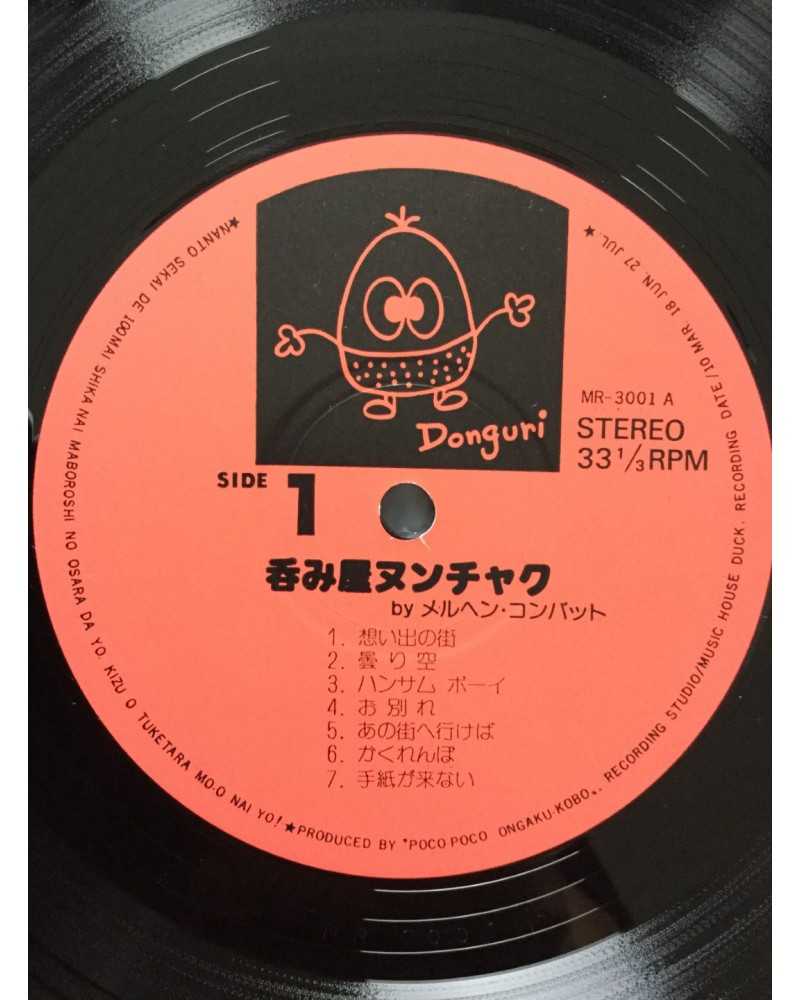 Donguri
MR-3001 A
STEREO
33 1/3 RPM
SIDE 1
呑み屋ヌンチャク
by メルヘン・コンバット
1. 想い出の街
2. 曇り空
3. ハンサム ボーイ
4. お別れ
5. あの街へ行けば
6. かくれんぼ
7. 手紙が来ない
★NANTO SEKAI DE 100MAI SHIKA NAI MABOROSHI NO OSARA DA YO. KIZU O TUKETARA MO-O NAI YO! ★PRODUCED BY "POCO POCO ONGAKU-KOBO". RECORDING STUDIO/MUSIC HOUSE DUCK. RECORDING DATE/10 MAR. 18 JUN. 27 JUL.★